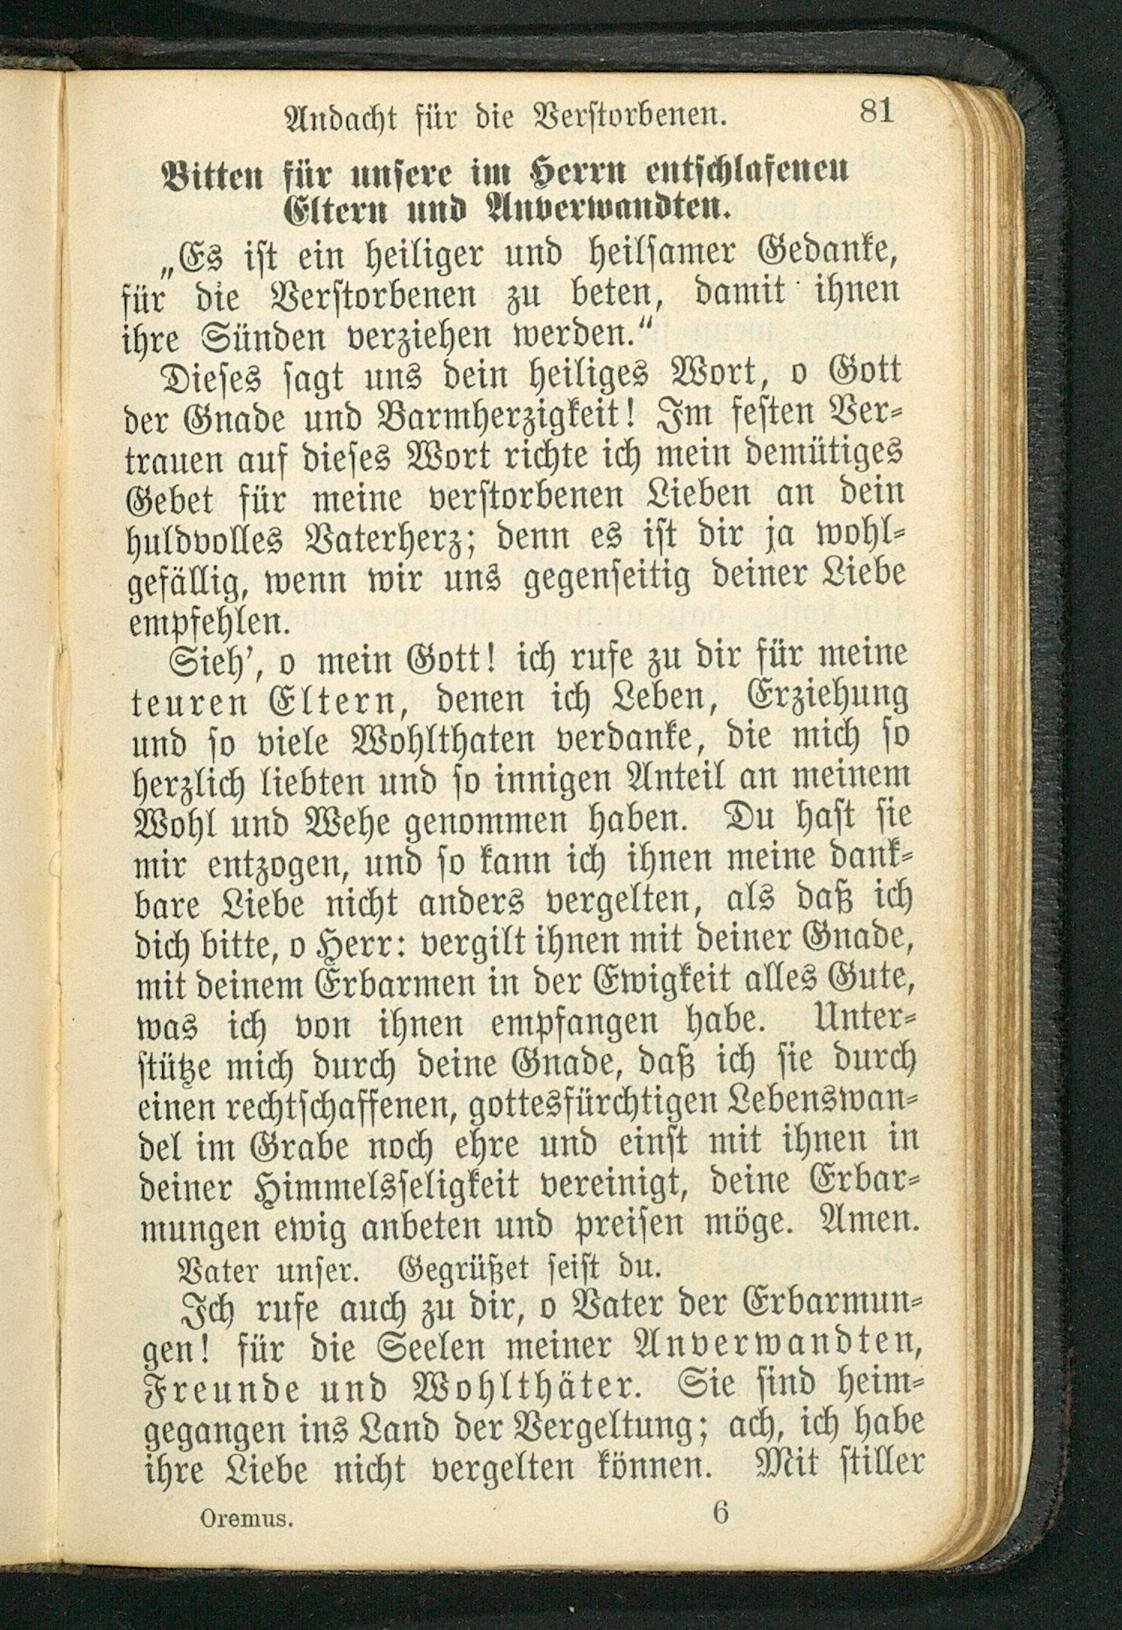 Andacht für die Verstorbenen. 81
Bitten für unsere im Herrn entschlafenen
Eltern und Anverwandten.
„Es ist ein heiliger und heilsamer Gedanke,
für die Verstorbenen zu beten, damit ihnen
ihre Sünden verziehen werden.“
Dieses sagt uns dein heiliges Wort, o Gott
der Gnade und Barmherzigkeit! Im festen Ver-
trauen auf dieses Wort richte ich mein demütiges
Gebet für meine verstorbenen Lieben an dein
huldvolles Vaterherz; denn es ist dir ja wohl-
gefällig, wenn wir uns gegenseitig deiner Liebe
empfehlen.
Sieh’, o mein Gott! ich rufe zu dir für meine
teuren Eltern, denen ich Leben, Erziehung
und so viele Wohlthaten verdanke, die mich so
herzlich liebten und so innigen Anteil an meinem
Wohl und Wehe genommen haben. Du hast sie
mir entzogen, und so kann ich ihnen meine dank-
bare Liebe nicht anders vergelten, als daß ich
dich bitte, o Herr: vergilt ihnen mit deiner Gnade,
mit deinem Erbarmen in der Ewigkeit alles Gute,
was ich von ihnen empfangen habe. Unter-
stütze mich durch deine Gnade, daß ich sie durch
einen rechtschaffenen, gottesfürchtigen Lebenswan-
del im Grabe noch ehre und einst mit ihnen in
deiner Himmelsseligkeit vereinigt, deine Erbar-
mungen ewig anbeten und preisen möge. Amen.
Vater unser. Gegrüßet seist du.
Ich rufe auch zu dir, o Vater der Erbarmun-
gen! für die Seelen meiner Anverwandten,
Freunde und Wohlthäter. Sie sind heim-
gegangen ins Land der Vergeltung; ach, ich habe
ihre Liebe nicht vergelten können. Mit stiller
Oremus. 6